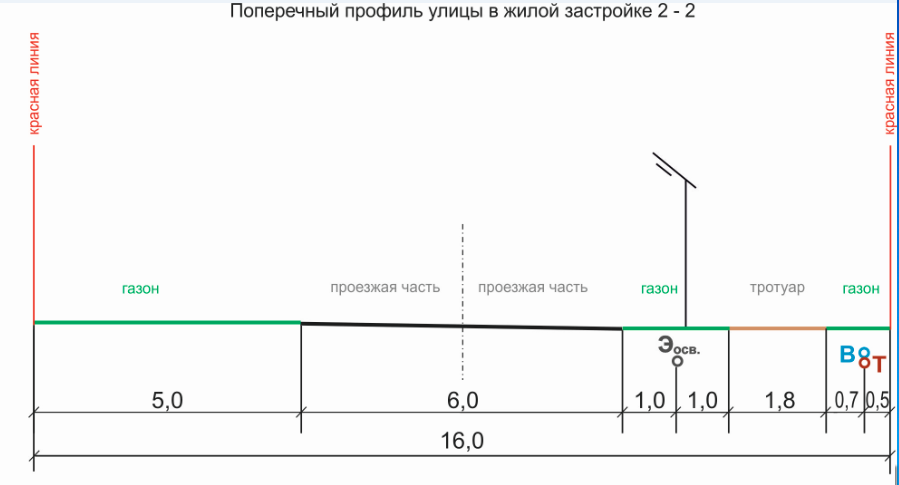 Поперечный профиль улицы в жилой застройке 2 - 2
красная линия
красная линия
газон
проезжая часть
проезжая часть
газон
тротуар
газон
Эосв.
В
Т
5,0
6,0
1,0
1,0
1,8
0,7
0,5
16,0